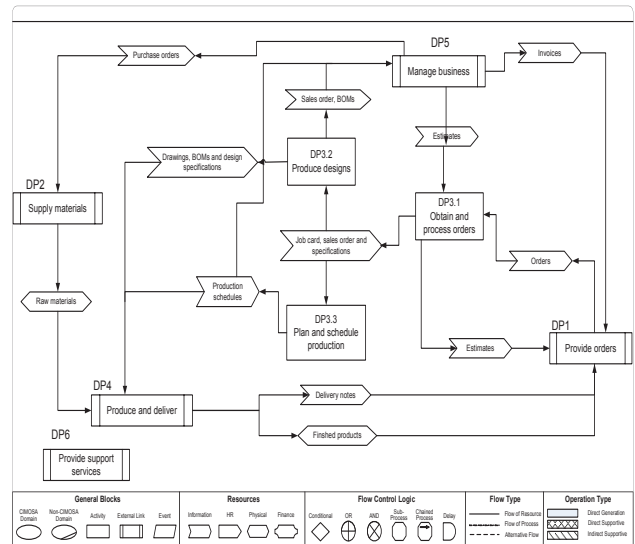 DP5
Purchase orders
Invoices
Manage business
Sales order, BOMs
Estimates
DP3.2
Produce designs
Drawings, BOMs and design
specifications
DP2
Supply materials
DP3.1
Obtain and
process orders
Job card, sales order and
specifications
Orders
Production
schedules
Raw materials
DP3.3
Plan and schedule
production
DP1
Provide orders
Estimates
DP4
Produce and deliver
Delivery notes
Finshed products
DP6
Provide support
services
General Blocks
Resources
Flow Control Logic
Flow Type
Operation Type
CIMOSA
Domain
Non-CIMOSA
Domain
Activity
External Link
Event
Information
HR
Physical
Finance
Conditional
OR
AND
Sub-
Process
Chained
Process
Delay
Flow of Resource
Flow of Process
Alternative Flow
Direct Generation
Direct Supportive
Indirect Supportive